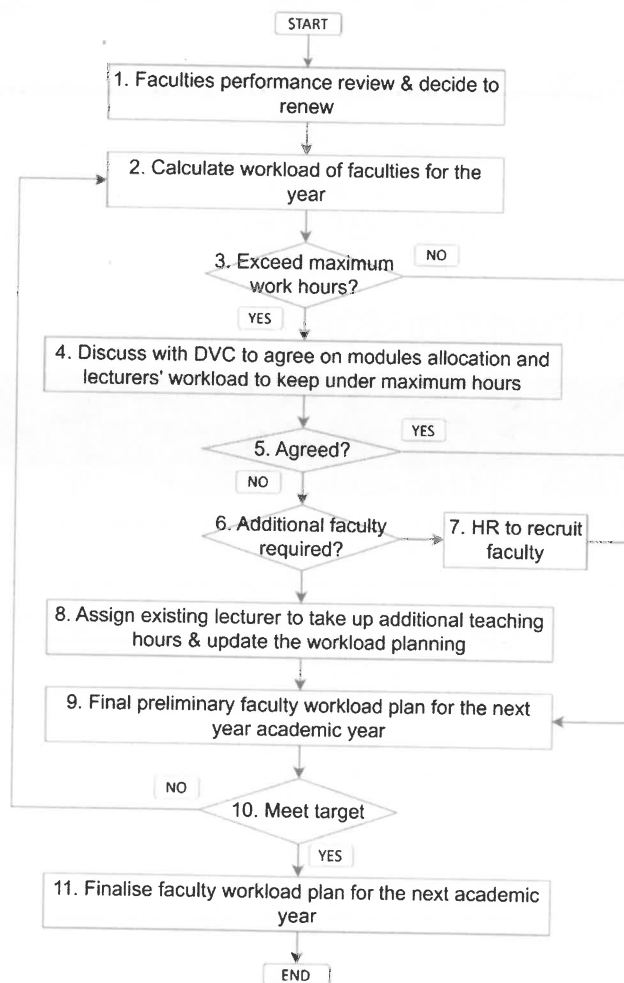 START
1. Faculties performance review & decide to
renew
2. Calculate workload of faculties for the
year
3. Exceed maximum
work hours?
NO
YES
4. Discuss with DVC to agree on modules allocation and
lecturers' workload to keep under maximum hours
5. Agreed?
YES
NO
6. Additional faculty
required?
7. HR to recruit
faculty
8. Assign existing lecturer to take up additional teaching
hours & update the workload planning
9. Final preliminary faculty workload plan for the next
year academic year
NO
10. Meet target
YES
11. Finalise faculty workload plan for the next academic
year
END